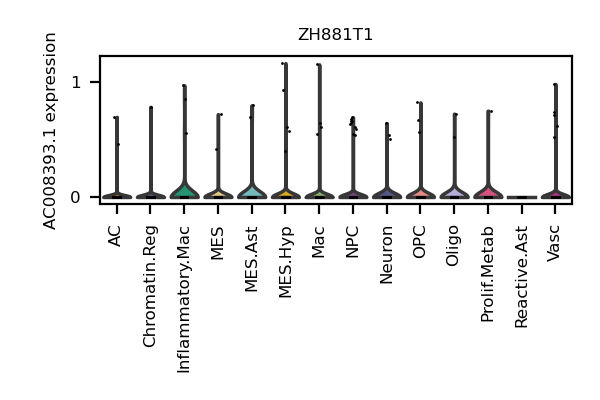 ZH881T1
AC008393.1 expression
1
0
AC
Chromatin.Reg
Inflammatory.Mac
MES
MES.Ast
MES.Hyp
Mac
NPC
Neuron
OPC
Oligo
Prolif.Metab
Reactive.Ast
Vasc